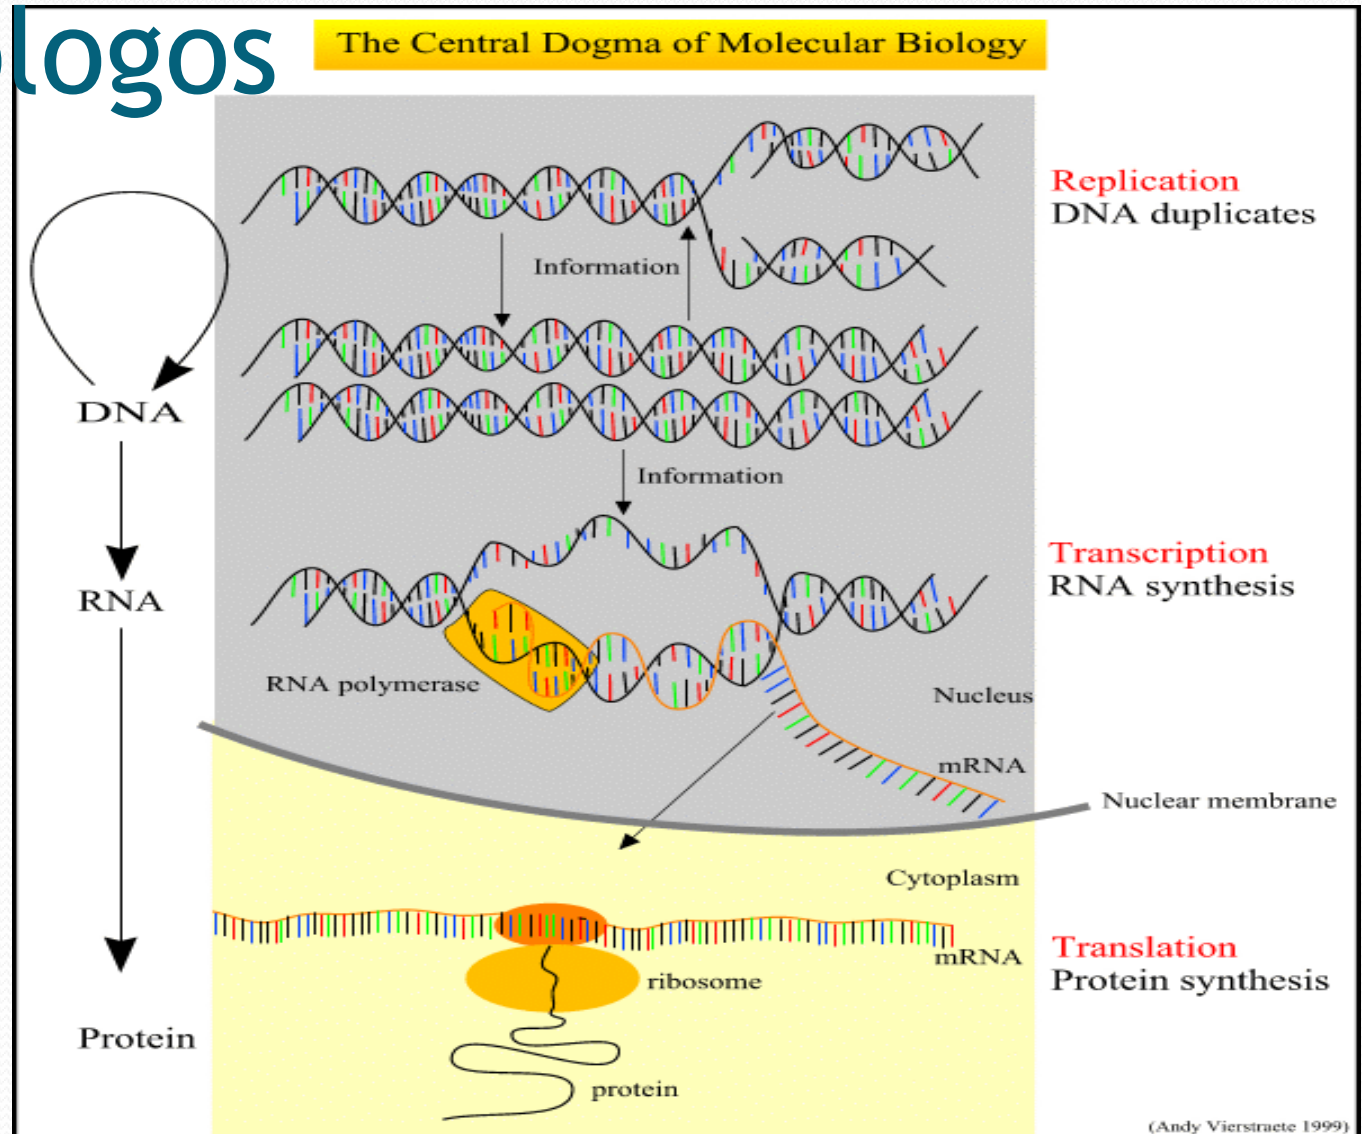 logos
The Central Dogma of Molecular Biology
Replication
DNA duplicates
Information
DNA
Information
Transcription
RNA synthesis
RNA
RNA polymerase
Nucleus
mRNA
Nuclear membrane
Cytoplasm
mRNA
Translation
Protein synthesis
ribosome
Protein
protein
(Andy Vierstraete 1999)